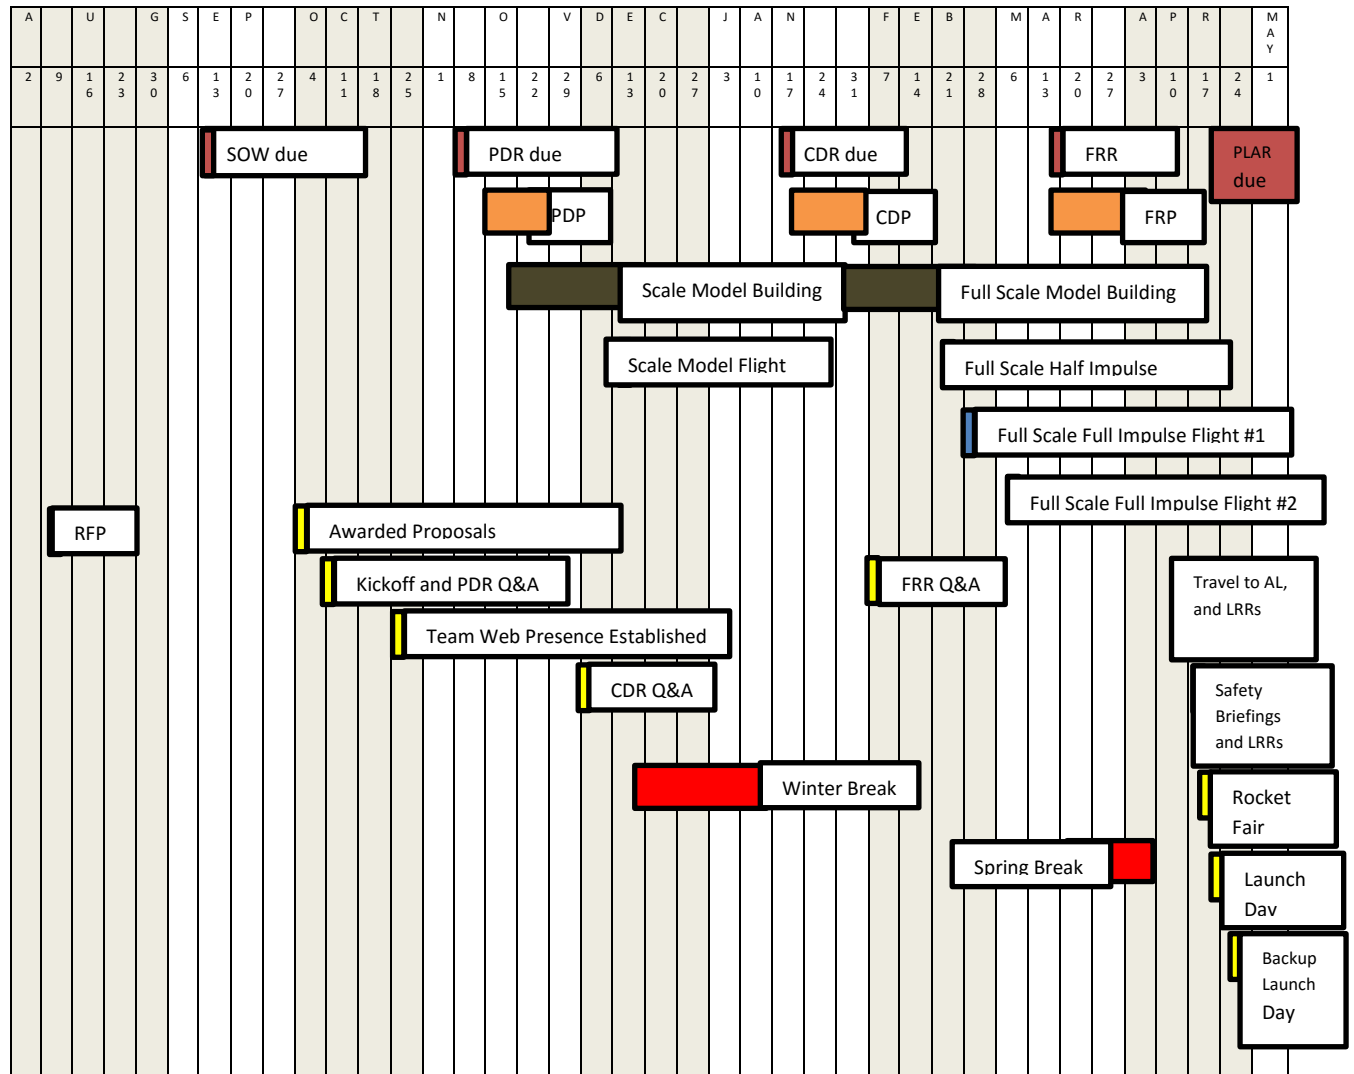 A U G S E P O C T N O V D E C J A N F E B M A R A P R MAY
2 9 16 23 30 6 13 20 27 4 11 18 25 1 8 15 22 29 6 13 20 27 3 10 17 24 31 7 14 21 28 6 13 20 27 3 10 17 24 1
SOW due
PDR due
CDR due
FRR
PLAR
due
PDP
CDP
FRP
Scale Model Building
Full Scale Model Building
Scale Model Flight
Full Scale Half Impulse
Full Scale Full Impulse Flight #1
Full Scale Full Impulse Flight #2
RFP
Awarded Proposals
Kickoff and PDR Q&A
FRR Q&A
Travel to AL,
and LRRs
Team Web Presence Established
CDR Q&A
Safety
Briefings
and LRRs
Winter Break
Rocket
Fair
Spring Break
Launch
Day
Backup
Launch
Day